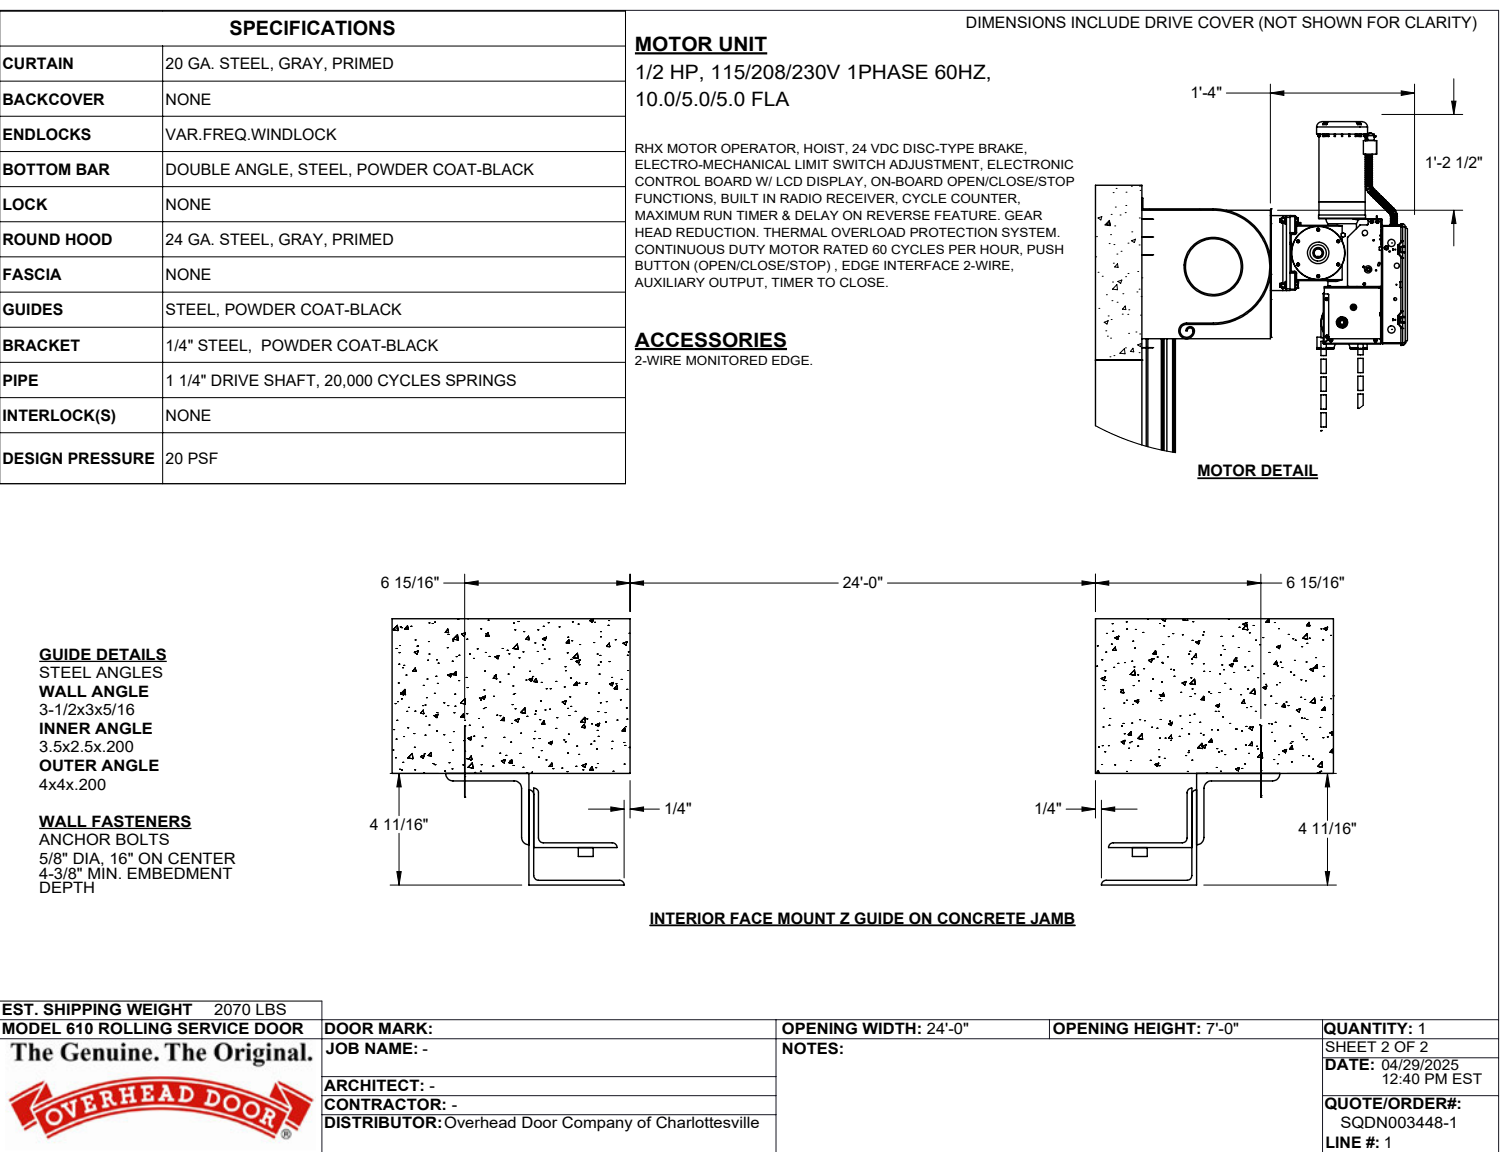 SPECIFICATIONS
CURTAIN 20 GA. STEEL, GRAY, PRIMED
BACKCOVER NONE
ENDLOCKS VAR.FREQ.WINDLOCK
BOTTOM BAR DOUBLE ANGLE, STEEL, POWDER COAT-BLACK
LOCK NONE
ROUND HOOD 24 GA. STEEL, GRAY, PRIMED
FASCIA NONE
GUIDES STEEL, POWDER COAT-BLACK
BRACKET 1/4" STEEL, POWDER COAT-BLACK
PIPE 1 1/4" DRIVE SHAFT, 20,000 CYCLES SPRINGS
INTERLOCK(S) NONE
DESIGN PRESSURE 20 PSF
MOTOR UNIT
1/2 HP, 115/208/230V 1PHASE 60HZ,
10.0/5.0/5.0 FLA
RHX MOTOR OPERATOR, HOIST, 24 VDC DISC-TYPE BRAKE,
ELECTRO-MECHANICAL LIMIT SWITCH ADJUSTMENT, ELECTRONIC
CONTROL BOARD W/ LCD DISPLAY, ON-BOARD OPEN/CLOSE/STOP
FUNCTIONS, BUILT IN RADIO RECEIVER, CYCLE COUNTER,
MAXIMUM RUN TIMER & DELAY ON REVERSE FEATURE. GEAR
HEAD REDUCTION. THERMAL OVERLOAD PROTECTION SYSTEM.
CONTINUOUS DUTY MOTOR RATED 60 CYCLES PER HOUR, PUSH
BUTTON (OPEN/CLOSE/STOP) , EDGE INTERFACE 2-WIRE,
AUXILIARY OUTPUT, TIMER TO CLOSE.
ACCESSORIES
2-WIRE MONITORED EDGE.
DIMENSIONS INCLUDE DRIVE COVER (NOT SHOWN FOR CLARITY)
1'-4"
1'-2 1/2"
MOTOR DETAIL
6 15/16"
24'-0"
6 15/16"
GUIDE DETAILS
STEEL ANGLES
WALL ANGLE
3-1/2x3x5/16
INNER ANGLE
3.5x2.5x.200
OUTER ANGLE
4x4x.200
WALL FASTENERS
ANCHOR BOLTS
5/8" DIA, 16" ON CENTER
4-3/8" MIN. EMBEDMENT
DEPTH
4 11/16"
1/4"
1/4"
4 11/16"
INTERIOR FACE MOUNT Z GUIDE ON CONCRETE JAMB
EST. SHIPPING WEIGHT 2070 LBS
MODEL 610 ROLLING SERVICE DOOR
The Genuine. The Original.
OVERHEAD DOOR
®
DOOR MARK:
JOB NAME: -
ARCHITECT: -
CONTRACTOR: -
DISTRIBUTOR: Overhead Door Company of Charlottesville
OPENING WIDTH: 24'-0"
OPENING HEIGHT: 7'-0"
NOTES:
QUANTITY: 1
SHEET 2 OF 2
DATE: 04/29/2025
12:40 PM EST
QUOTE/ORDER#:
SQDN003448-1
LINE #: 1